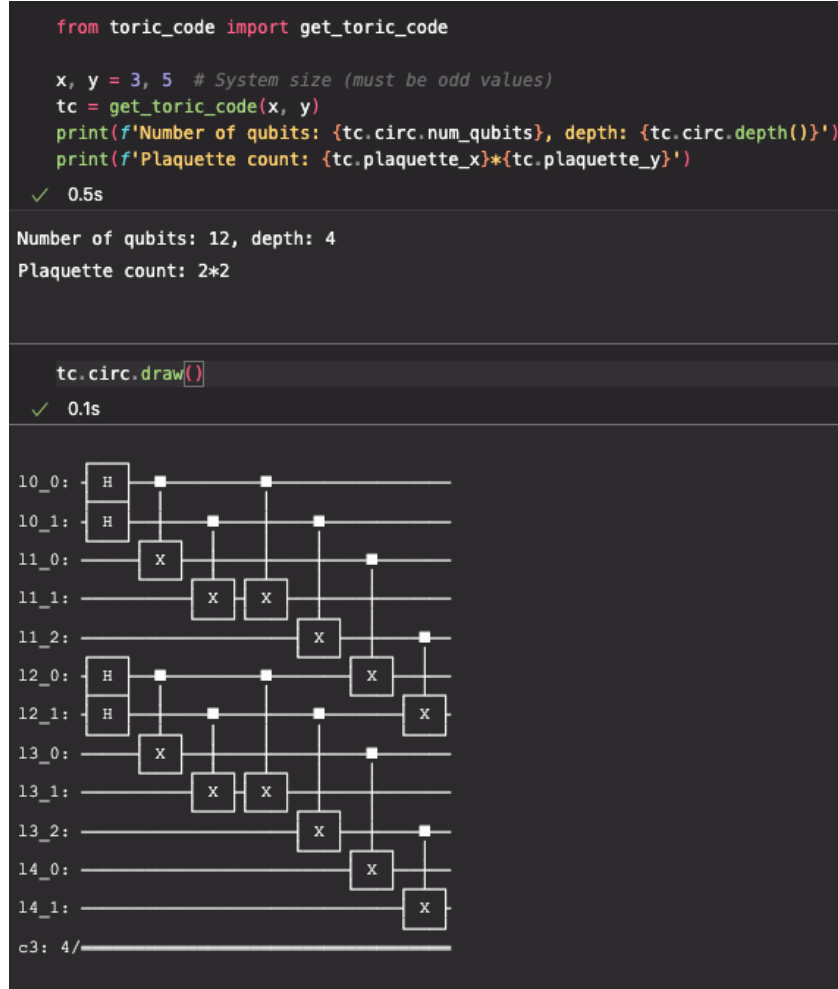 from toric_code import get_toric_code
x, y = 3, 5  # System size (must be odd values)
tc = get_toric_code(x, y)
print(f'Number of qubits: {tc.circ.num_qubits}, depth: {tc.circ.depth()}')
print(f'Plaquette count: {tc.plaquette_x}*{tc.plaquette_y}')
✓ 0.5s
Number of qubits: 12, depth: 4
Plaquette count: 2*2
tc.circ.draw()
✓ 0.1s
l0_0: H
l0_1: H
l1_0: X
l1_1: X X
l1_2: X
l2_0: H X
l2_1: H X
l3_0: X
l3_1: X X
l3_2: X
l4_0: X
l4_1: X
c3: 4/